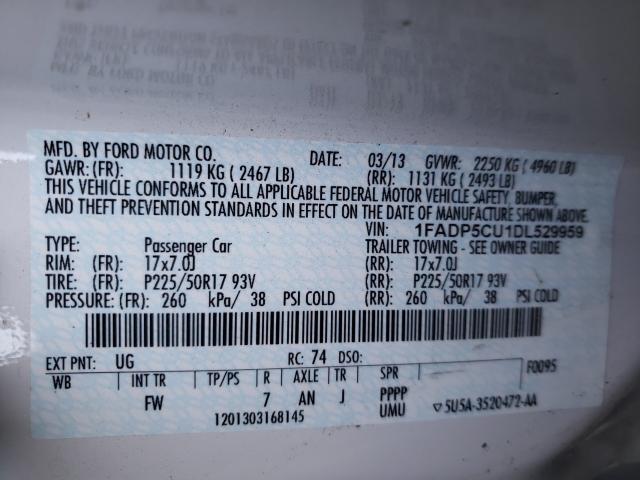 MFD. BY FORD MOTOR CO. DATE: 03/13 GVWR: 2250 KG ( 4960 LB)
GAWR: (FR): 1119 KG ( 2467 LB) (RR): 1131 KG ( 2493 LB)
THIS VEHICLE CONFORMS TO ALL APPLICABLE FEDERAL MOTOR VEHICLE SAFETY, BUMPER,
AND THEFT PREVENTION STANDARDS IN EFFECT ON THE DATE OF MANUFACTURE SHOWN ABOVE.
VIN: 1FADP5CU1DL529959
TYPE: Passenger Car TRAILER TOWING - SEE OWNER GUIDE
RIM: (FR): 17x7.0J (RR): 17x7.0J
TIRE: (FR): P225/50R17 93V (RR): P225/50R17 93V
PRESSURE: (FR): 260 kPa/ 38 PSI COLD (RR): 260 kPa/ 38 PSI COLD
EXT PNT: UG RC: 74 DSO: F0095
WB INT TR TP/PS R AXLE TR SPR
FW 7 AN J PPPP
UMU
1201303168145 ▽5U5A-3520472-AA